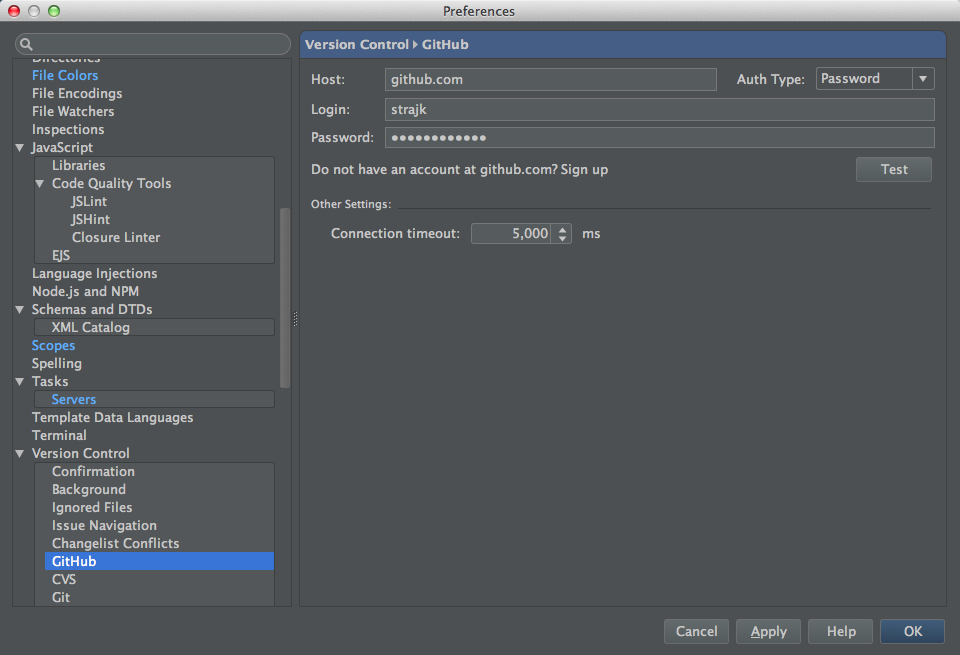 Preferences
Directories
File Colors
File Encodings
File Watchers
Inspections
JavaScript
Libraries
Code Quality Tools
JSLint
JSHint
Closure Linter
EJS
Language Injections
Node.js and NPM
Schemas and DTDs
XML Catalog
Scopes
Spelling
Tasks
Servers
Template Data Languages
Terminal
Version Control
Confirmation
Background
Ignored Files
Issue Navigation
Changelist Conflicts
GitHub
CVS
Git
Version Control GitHub
Host: github.com Auth Type: Password
Login: strajk
Password: ●●●●●●●●●●●●
Do not have an account at github.com? Sign up Test
Other Settings:
Connection timeout: 5,000 ms
Cancel Apply Help OK